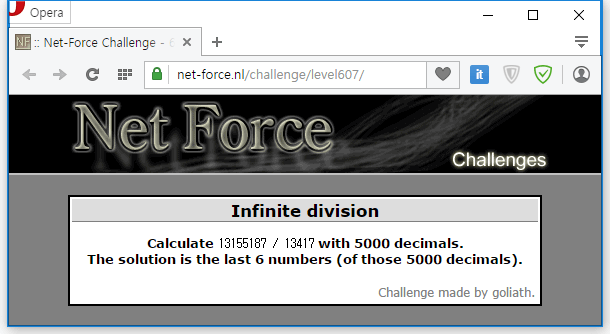 Opera
:: Net-Force Challenge - 6
net-force.nl/challenge/level607/
Net Force
Challenges
Infinite division
Calculate 13155187 / 13417 with 5000 decimals.
The solution is the last 6 numbers (of those 5000 decimals).
Challenge made by goliath.